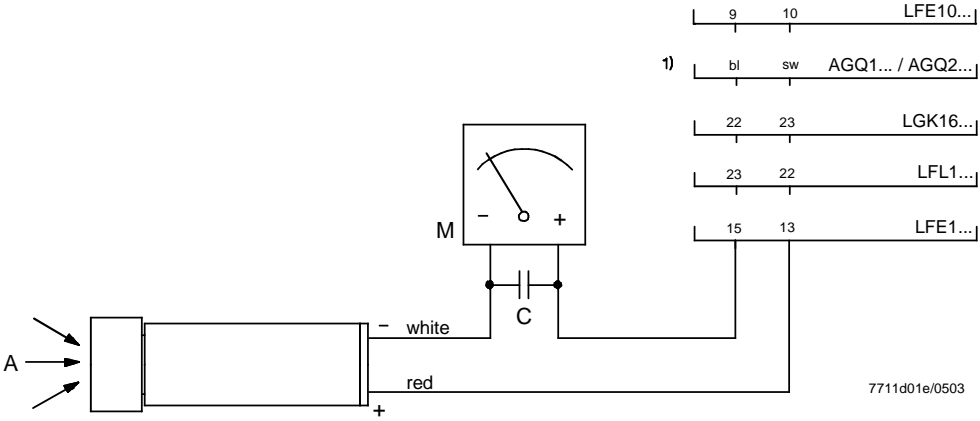 9 10 LFE10...
1) bl sw AGQ1... / AGQ2...
22 23 LGK16...
23 22 LFL1...
15 13 LFE1...
M
– +
C
A
– white
red
+
7711d01e/0503